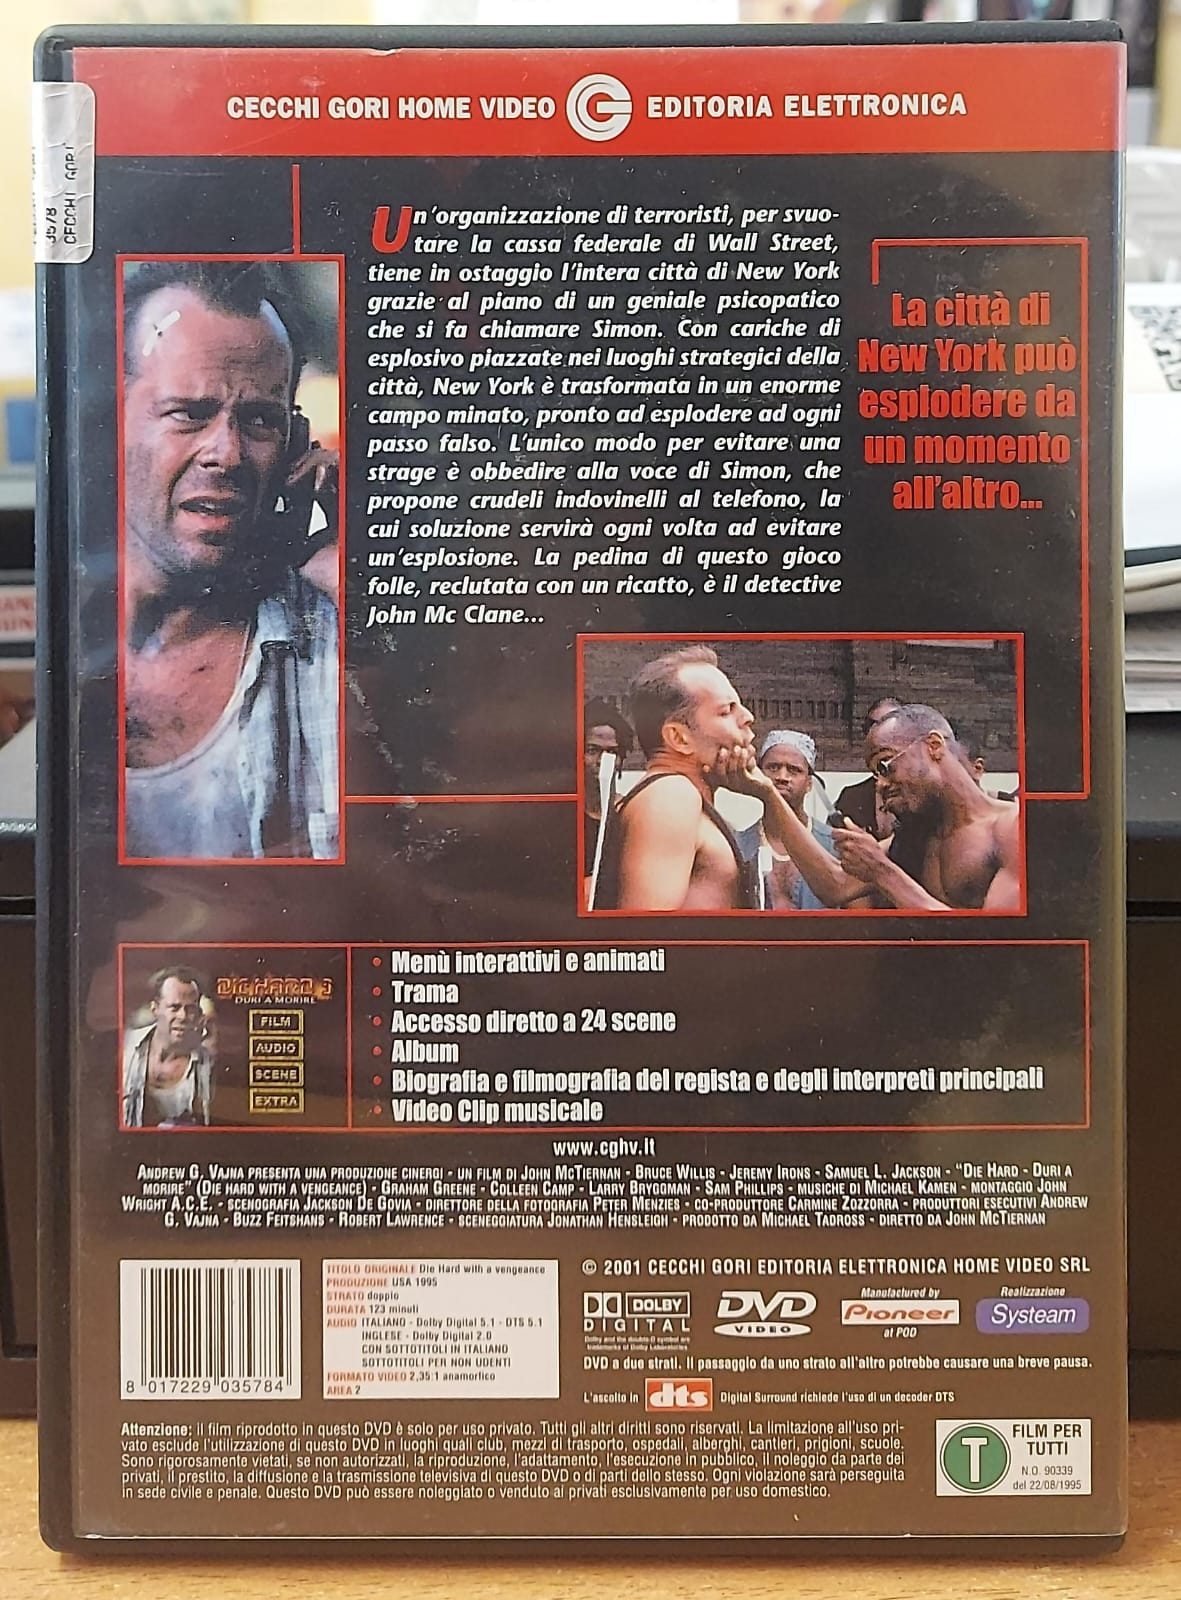 CECCHI GORI HOME VIDEO EDITORIA ELETTRONICA
3578
CECCHI GORI
Un'organizzazione di terroristi, per svuo-
tare la cassa federale di Wall Street,
tiene in ostaggio l'intera città di New York
grazie al piano di un geniale psicopatico
che si fa chiamare Simon. Con cariche di
esplosivo piazzate nei luoghi strategici della
città, New York è trasformata in un enorme
campo minato, pronto ad esplodere ad ogni
passo falso. L'unico modo per evitare una
strage è obbedire alla voce di Simon, che
propone crudeli indovinelli al telefono, la
cui soluzione servirà ogni volta ad evitare
un'esplosione. La pedina di questo gioco
folle, reclutata con un ricatto, è il detective
John Mc Clane...
La città di
New York può
esplodere da
un momento
all'altro...
DIE HARD 3
DURI A MORIRE
FILM
AUDIO
SCENE
EXTRA
• Menù interattivi e animati
• Trama
• Accesso diretto a 24 scene
• Album
• Biografia e filmografia del regista e degli interpreti principali
• Video Clip musicale
www.cghv.it
ANDREW G. VAJNA PRESENTA UNA PRODUZIONE CINERGI - UN FILM DI JOHN MCTIERNAN - BRUCE WILLIS - JEREMY IRONS - SAMUEL L. JACKSON - "DIE HARD - DURI A
MORIRE" (DIE HARD WITH A VENGEANCE) - GRAHAM GREENE - COLLEEN CAMP - LARRY BRYGGMAN - SAM PHILLIPS - MUSICHE DI MICHAEL KAMEN - MONTAGGIO JOHN
WRIGHT A.C.E. - SCENOGRAFIA JACKSON DE GOVIA - DIRETTORE DELLA FOTOGRAFIA PETER MENZIES - CO-PRODUTTORE CARMINE ZOZZORRA - PRODUTTORI ESECUTIVI ANDREW
G. VAJNA - BUZZ FEITSHANS - ROBERT LAWRENCE - SCENEGGIATURA JONATHAN HENSLEIGH - PRODOTTO DA MICHAEL TADROSS - DIRETTO DA JOHN MCTIERNAN
8 017229 035784
TITOLO ORIGINALE Die Hard with a vengeance
PRODUZIONE USA 1995
STRATO doppio
DURATA 123 minuti
AUDIO ITALIANO - Dolby Digital 5.1 - DTS 5.1
INGLESE - Dolby Digital 2.0
CON SOTTOTITOLI IN ITALIANO
SOTTOTITOLI PER NON UDENTI
FORMATO VIDEO 2,35:1 anamorfico
AREA 2
© 2001 CECCHI GORI EDITORIA ELETTRONICA HOME VIDEO SRL
DOLBY
DIGITAL
Dolby and the double-D symbol are
trademarks of Dolby Laboratories
DVD
VIDEO
Manufactured by
Pioneer
at POD
Realizzazione
Systeam
DVD a due strati. Il passaggio da uno strato all'altro potrebbe causare una breve pausa.
L'ascolto in dts Digital Surround richiede l'uso di un decoder DTS
Attenzione: il film riprodotto in questo DVD è solo per uso privato. Tutti gli altri diritti sono riservati. La limitazione all'uso pri-
vato esclude l'utilizzazione di questo DVD in luoghi quali club, mezzi di trasporto, ospedali, alberghi, cantieri, prigioni, scuole.
Sono rigorosamente vietati, se non autorizzati, la riproduzione, l'adattamento, l'esecuzione in pubblico, il noleggio da parte dei
privati, il prestito, la diffusione e la trasmissione televisiva di questo DVD o di parti dello stesso. Ogni violazione sarà perseguita
in sede civile e penale. Questo DVD può essere noleggiato o venduto ai privati esclusivamente per uso domestico.
T
FILM PER
TUTTI
N.O. 90339
del 22/08/1995